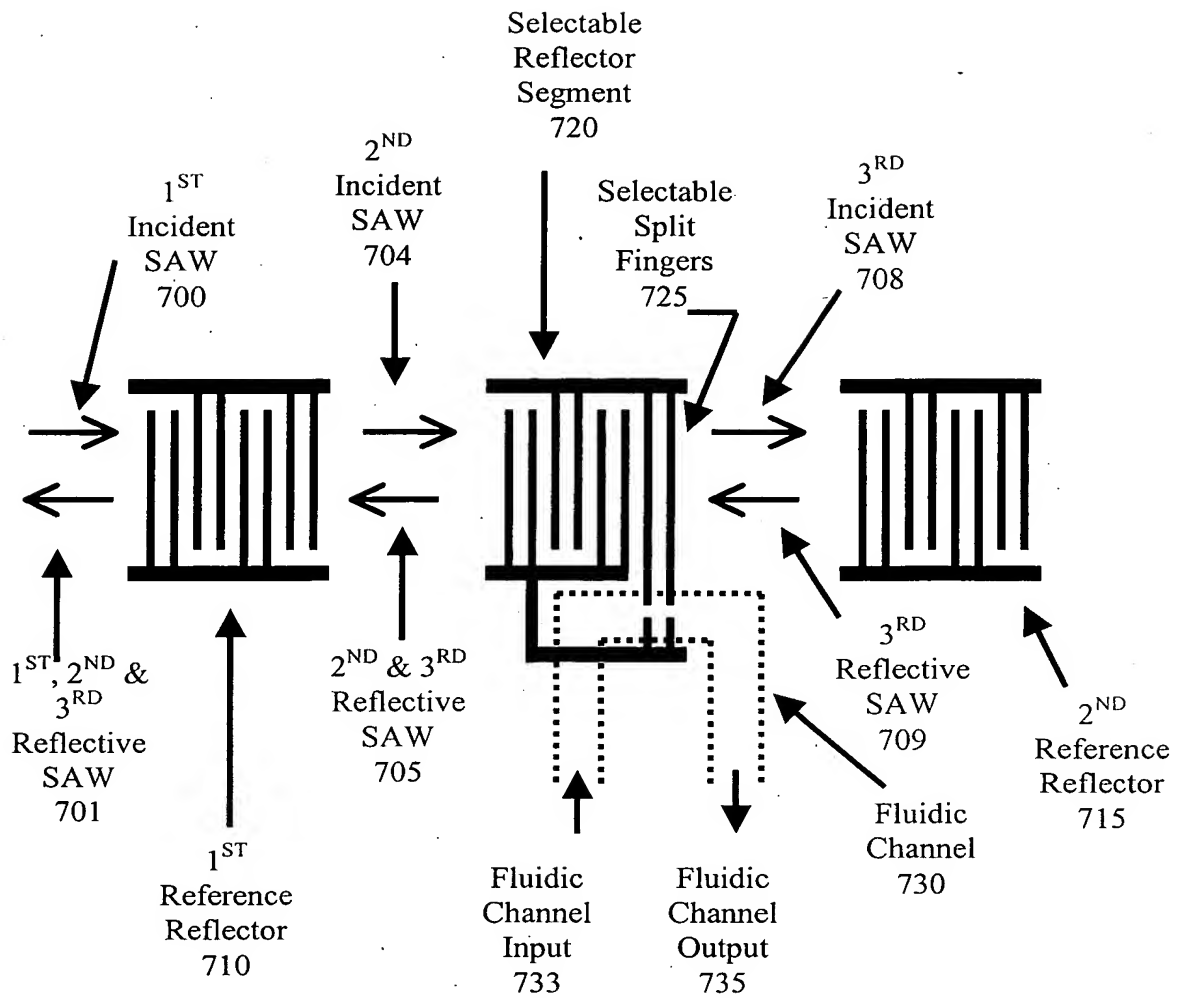 Selectable
Reflector
Segment
720
2ND
Incident
SAW
704
1ST
Incident
SAW
700
Selectable
Split
Fingers
725
3RD
Incident
SAW
708
1ST, 2ND &
3RD
Reflective
SAW
701
2ND & 3RD
Reflective
SAW
705
3RD
Reflective
SAW
709
2ND
Reference
Reflector
715
1ST
Reference
Reflector
710
Fluidic
Channel
Input
733
Fluidic
Channel
Output
735
Fluidic
Channel
730